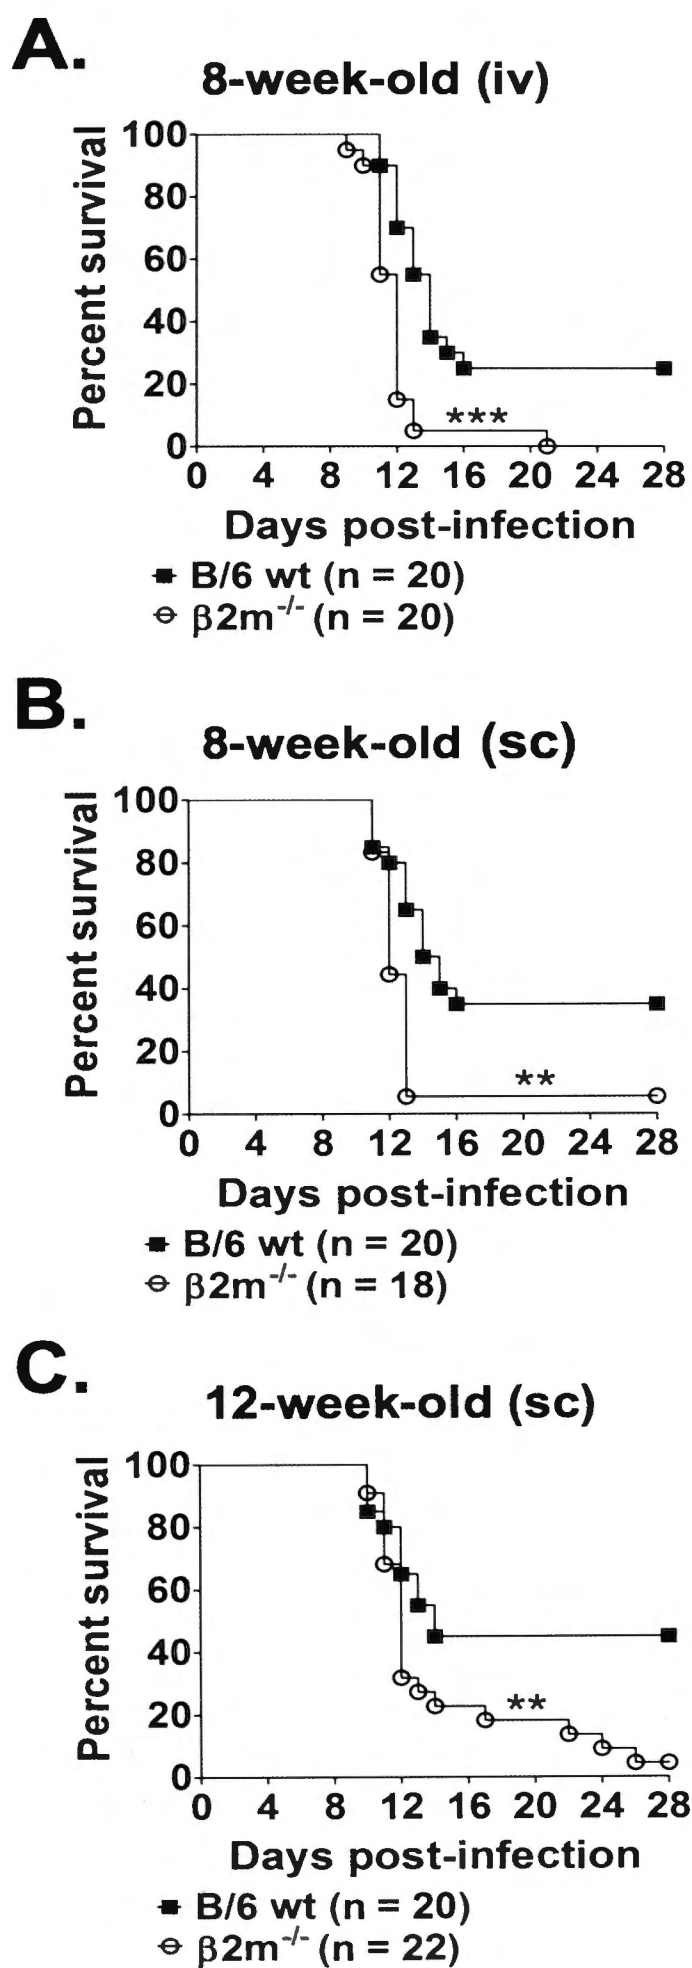 A.
8-week-old (iv)
Percent survival
100
80
60
40
20
0
***
0 4 8 12 16 20 24 28
Days post-infection
B/6 wt (n = 20)
β2m-/- (n = 20)
B.
8-week-old (sc)
Percent survival
100
80
60
40
20
0
**
0 4 8 12 16 20 24 28
Days post-infection
B/6 wt (n = 20)
β2m-/- (n = 18)
C.
12-week-old (sc)
Percent survival
100
80
60
40
20
0
**
0 4 8 12 16 20 24 28
Days post-infection
B/6 wt (n = 20)
β2m-/- (n = 22)